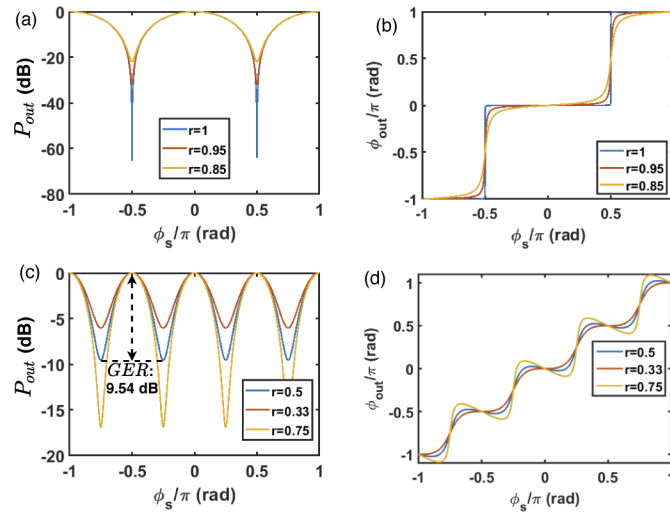 (a)
0
-20
-40
-60
-80
P_out (dB)
r=1
r=0.95
r=0.85
-1 -0.5 0 0.5 1
ϕ_s/π (rad)
(b)
1
0.5
0
-0.5
-1
ϕ_out/π (rad)
r=1
r=0.95
r=0.85
-1 -0.5 0 0.5 1
ϕ_s/π (rad)
(c)
0
-5
-10
-15
-20
P_out (dB)
GER:
9.54 dB
r=0.5
r=0.33
r=0.75
-1 -0.5 0 0.5 1
ϕ_s/π (rad)
(d)
1
0.5
0
-0.5
-1
ϕ_out/π (rad)
r=0.5
r=0.33
r=0.75
-1 -0.5 0 0.5 1
ϕ_s/π (rad)